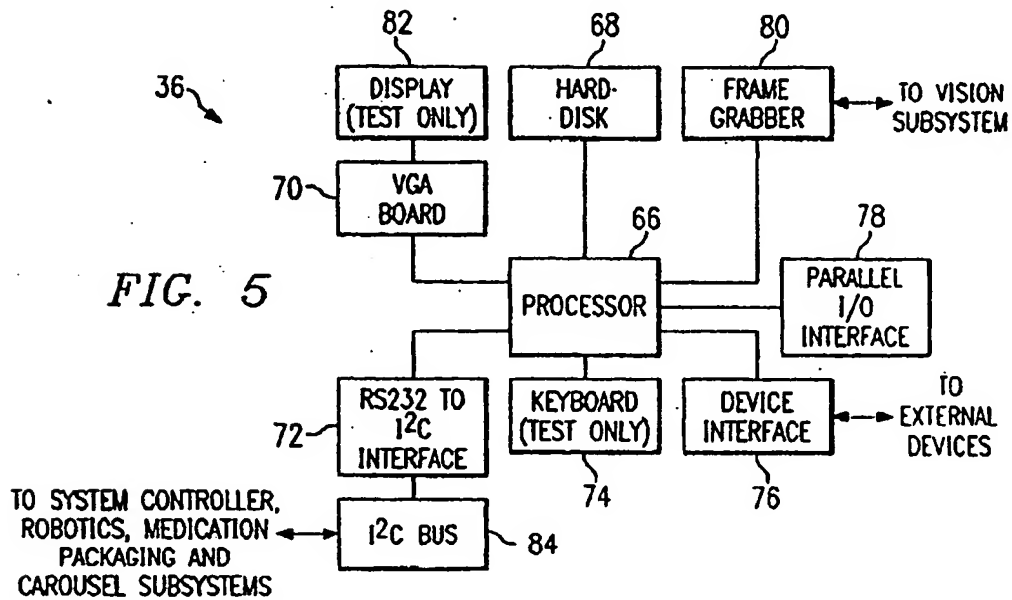 82
68
80
36
DISPLAY
(TEST ONLY)
HARD-
DISK
FRAME
GRABBER
TO VISION
SUBSYSTEM
70
VGA
BOARD
66
78
FIG. 5
PROCESSOR
PARALLEL
I/O
INTERFACE
72
RS232 TO
I²C
INTERFACE
KEYBOARD
(TEST ONLY)
DEVICE
INTERFACE
TO
EXTERNAL
DEVICES
74
76
TO SYSTEM CONTROLLER,
ROBOTICS, MEDICATION
PACKAGING AND
CAROUSEL SUBSYSTEMS
I²C BUS
84